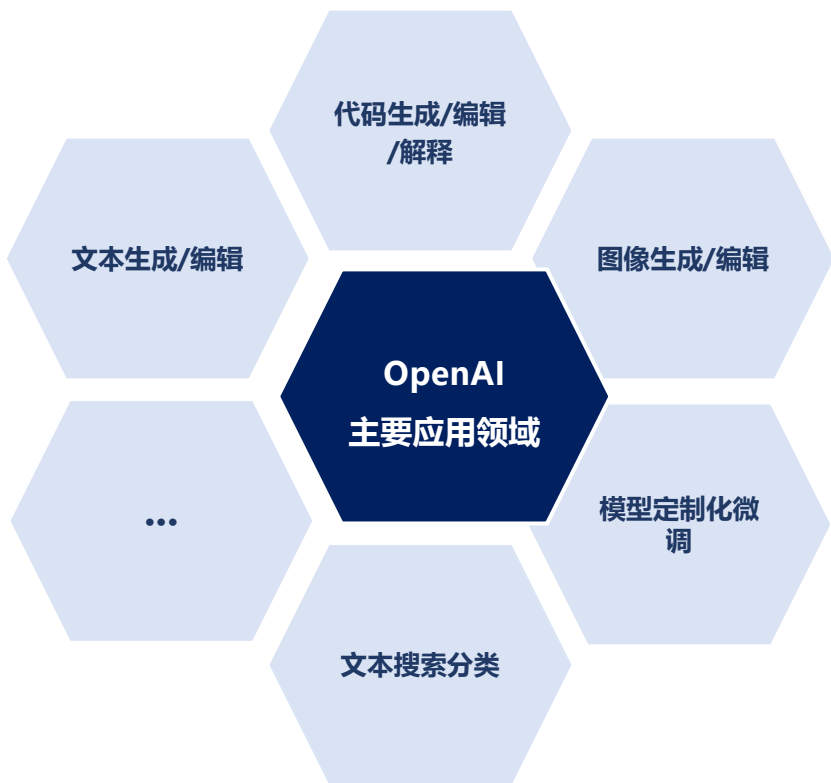 代码生成/编辑
/解释
文本生成/编辑
图像生成/编辑
OpenAI
主要应用领域
...
模型定制化微
调
文本搜索分类